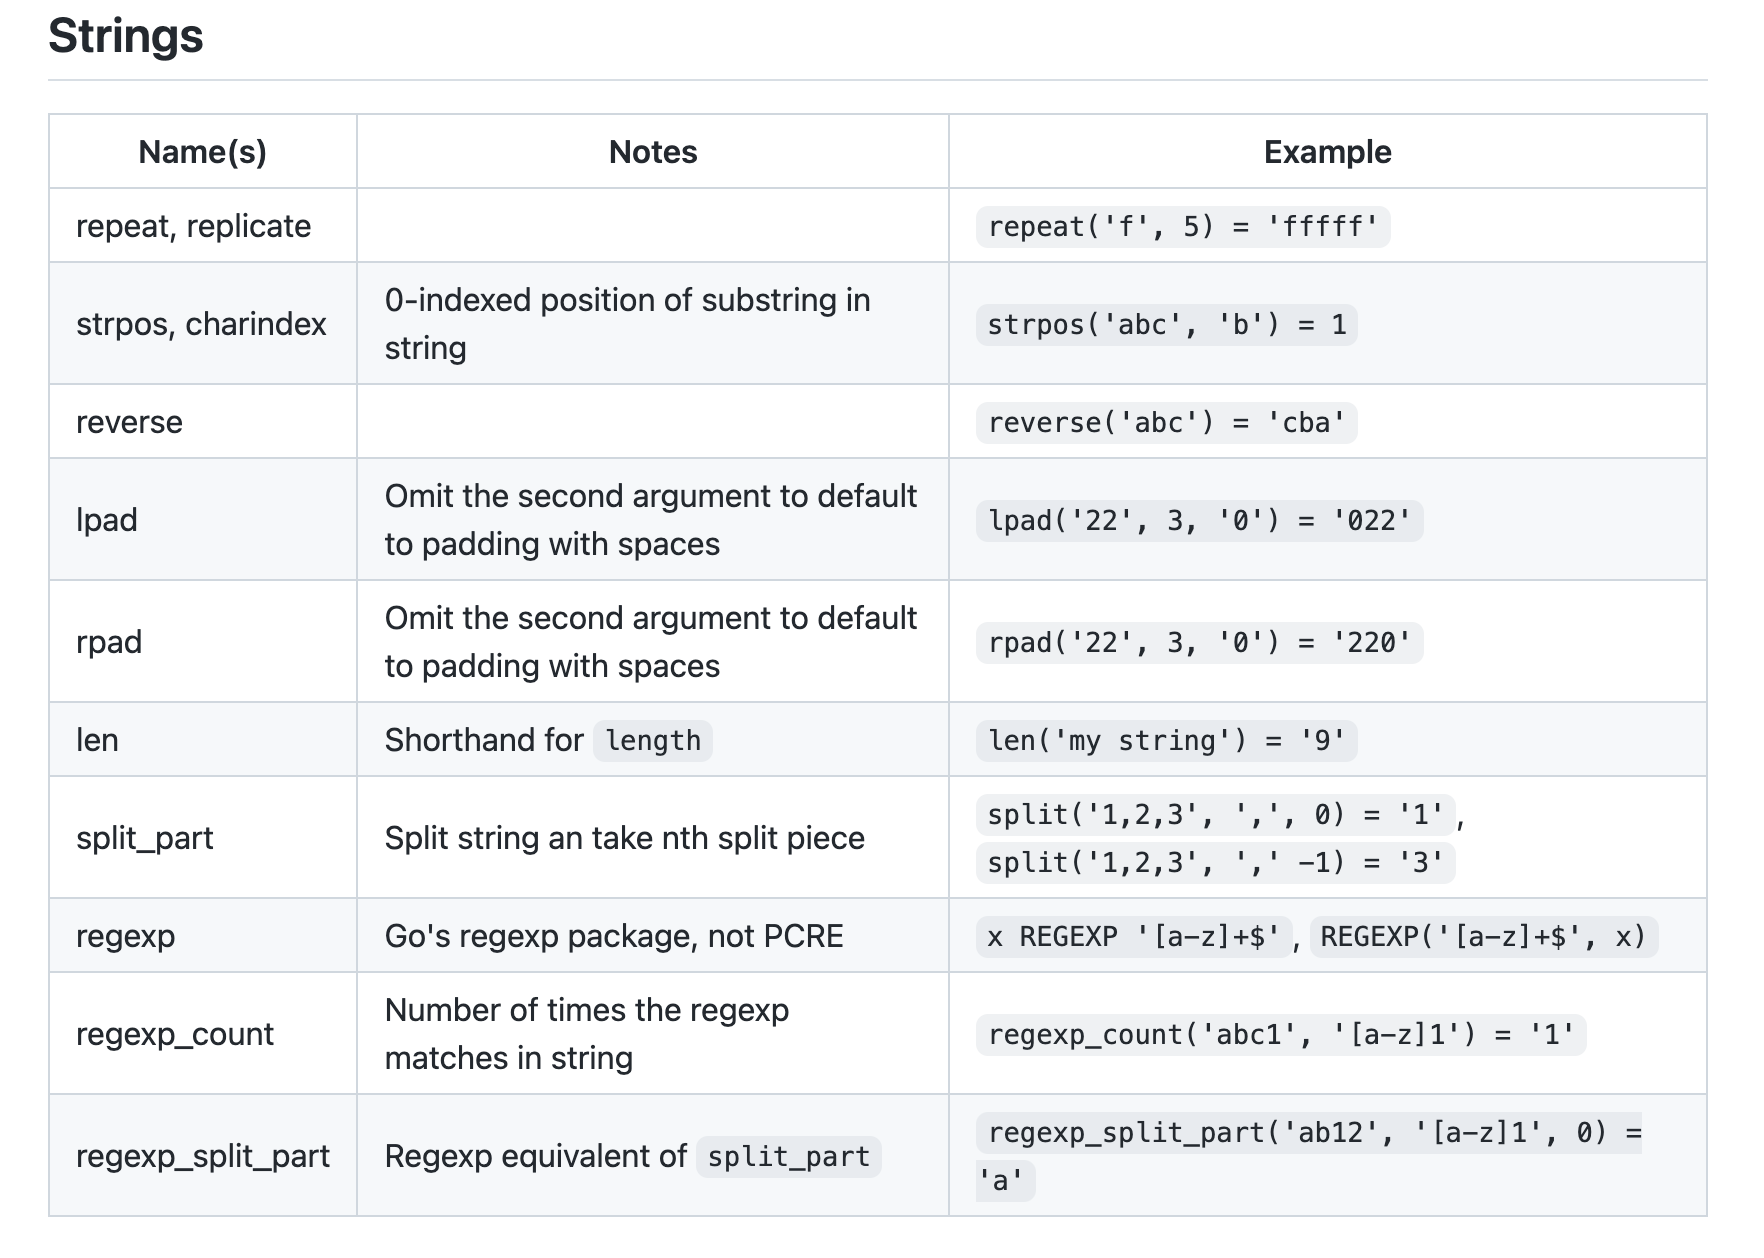 Strings
Name(s) Notes Example
repeat, replicate repeat('f', 5) = 'fffff'
strpos, charindex 0-indexed position of substring in
string strpos('abc', 'b') = 1
reverse reverse('abc') = 'cba'
lpad Omit the second argument to default
to padding with spaces lpad('22', 3, '0') = '022'
rpad Omit the second argument to default
to padding with spaces rpad('22', 3, '0') = '220'
len Shorthand for length len('my string') = '9'
split_part Split string an take nth split piece split('1,2,3', ',', 0) = '1',
split('1,2,3', ',' -1) = '3'
regexp Go's regexp package, not PCRE x REGEXP '[a-z]+$', REGEXP('[a-z]+$', x)
regexp_count Number of times the regexp
matches in string regexp_count('abc1', '[a-z]1') = '1'
regexp_split_part Regexp equivalent of split_part regexp_split_part('ab12', '[a-z]1', 0) =
'a'